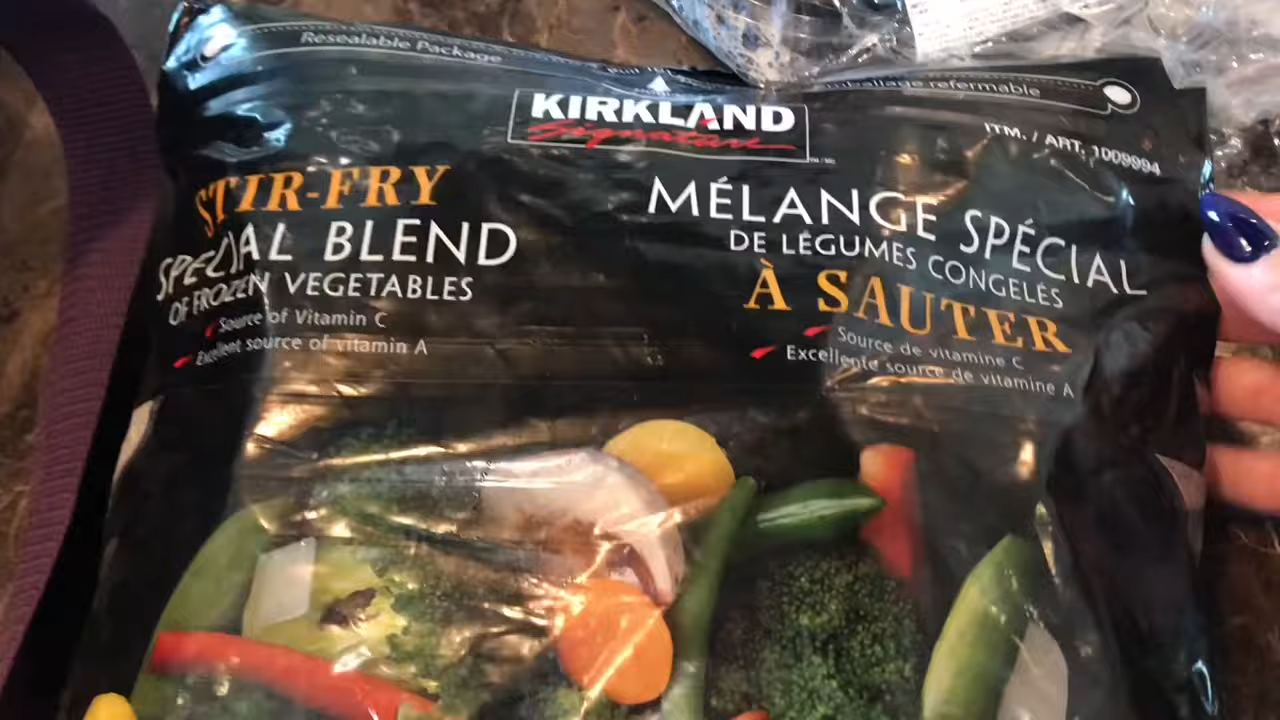 Resealable Package
emballage refermable
KIRKLAND
Signature
ITM. / ART. 1009994
STIR-FRY
SPECIAL BLEND
OF FROZEN VEGETABLES
Source of Vitamin C
Excellent source of vitamin A
MÉLANGE SPÉCIAL
DE LÉGUMES CONGELÉS
À SAUTER
Source de vitamine C
Excellente source de vitamine A